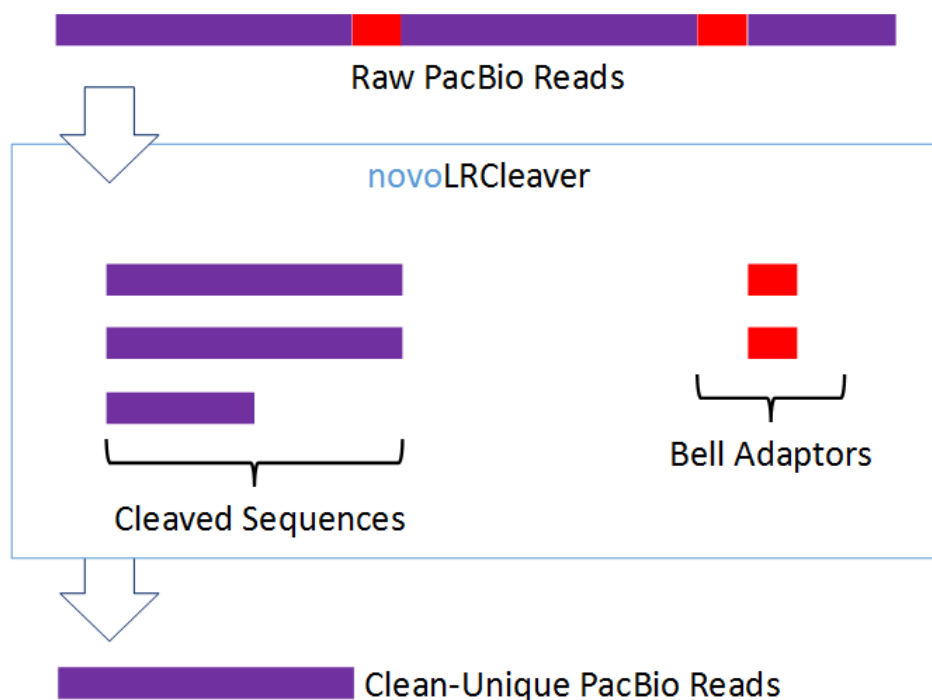 Raw PacBio Reads
novoLRCleaver
Bell Adaptors
Cleaved Sequences
Clean-Unique PacBio Reads